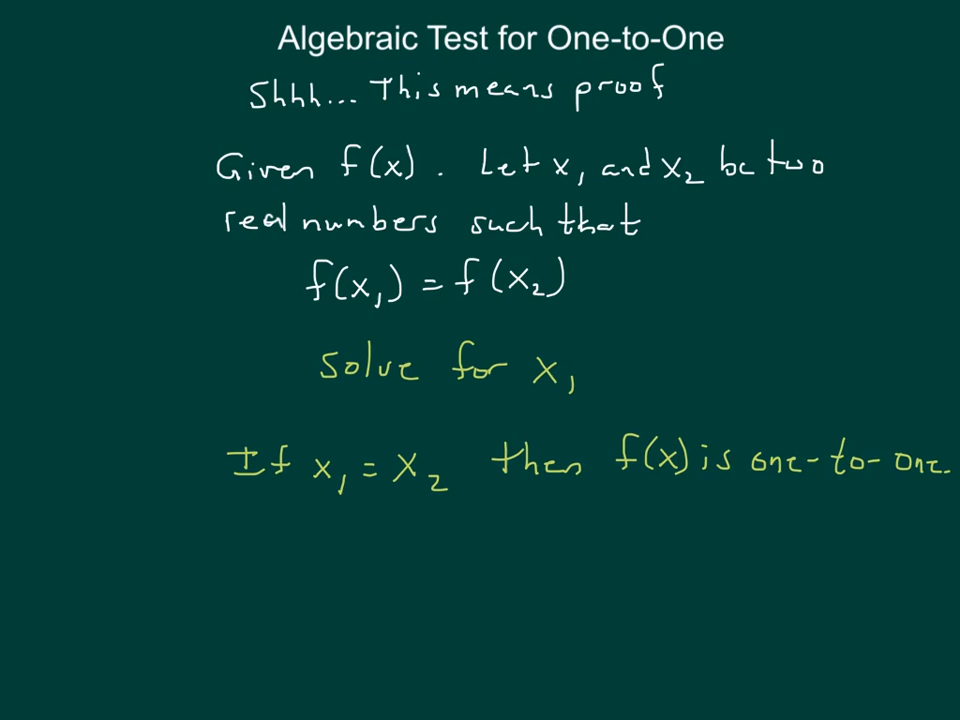 Algebraic Test for One-to-One
Shhh... This means proof
Given f(x). Let x₁ and x₂ be two
real numbers such that
f(x₁) = f(x₂)
Solve for x₁
If x₁ = x₂ then f(x) is one-to-one.